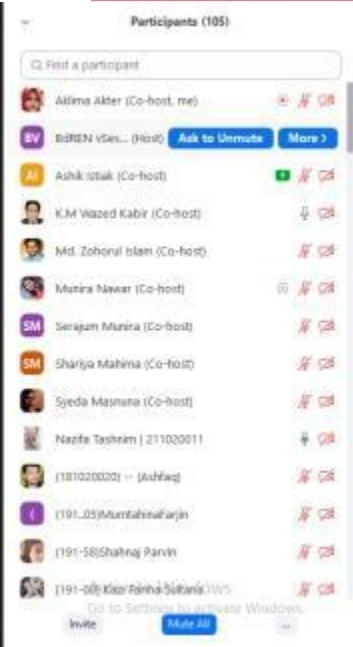 Participants (105)
Find a participant
Aklima Akter (Co-host, me)
BV BdREN vSes... (Host) Ask to Unmute More >
AI Ashik Istiak (Co-host)
K.M Wazed Kabir (Co-host)
Md. Zohorul Islam (Co-host)
Munira Nawar (Co-host)
SM Serajum Munira (Co-host)
SM Shariya Mahima (Co-host)
Syeda Masnuna (Co-host)
Nazifa Tashnim | 211020011
(181020020) -- (Ashfaq)
( (191..05)MumtahinaFarjin
(191-58)Shahnaj Parvin
(191-00) Kazi Fariha Sultana
Go to Settings to activate Windows.
Invite Mute All ...